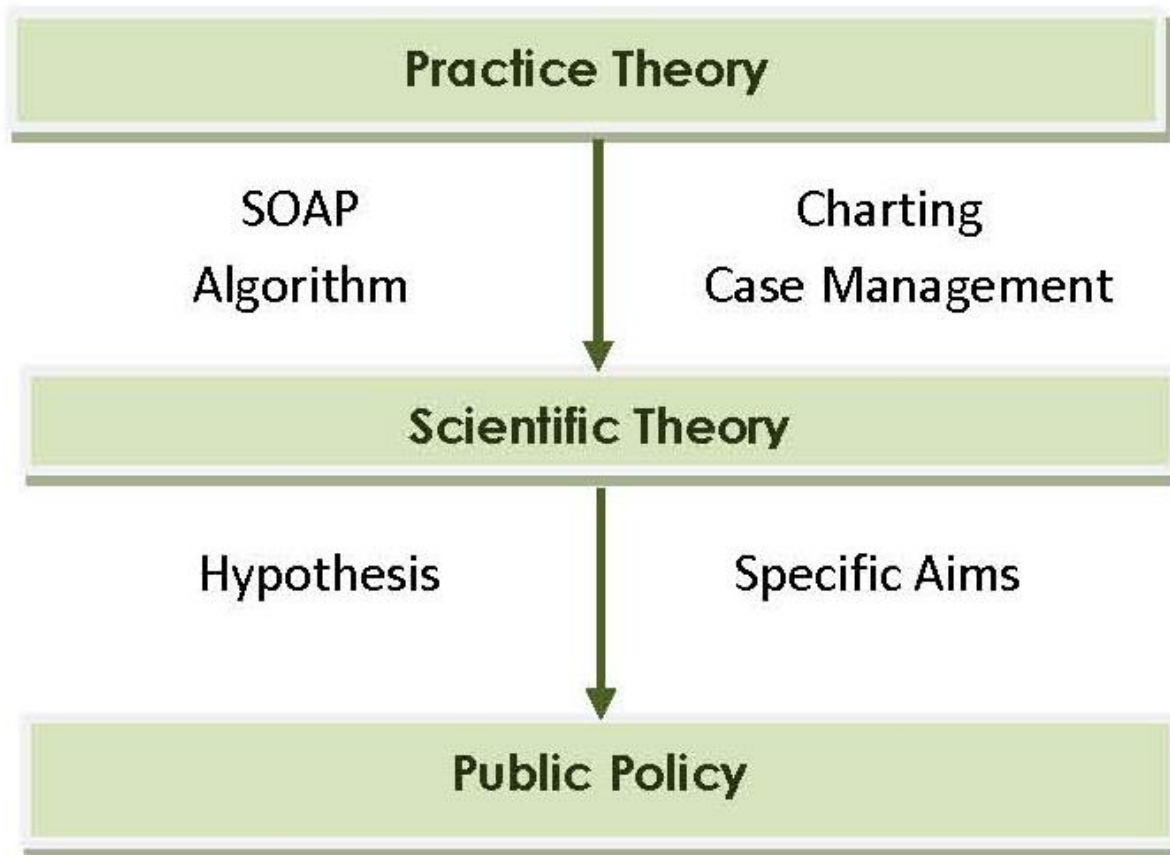 Practice Theory
SOAP
Algorithm
Charting
Case Management
Scientific Theory
Hypothesis
Specific Aims
Public Policy